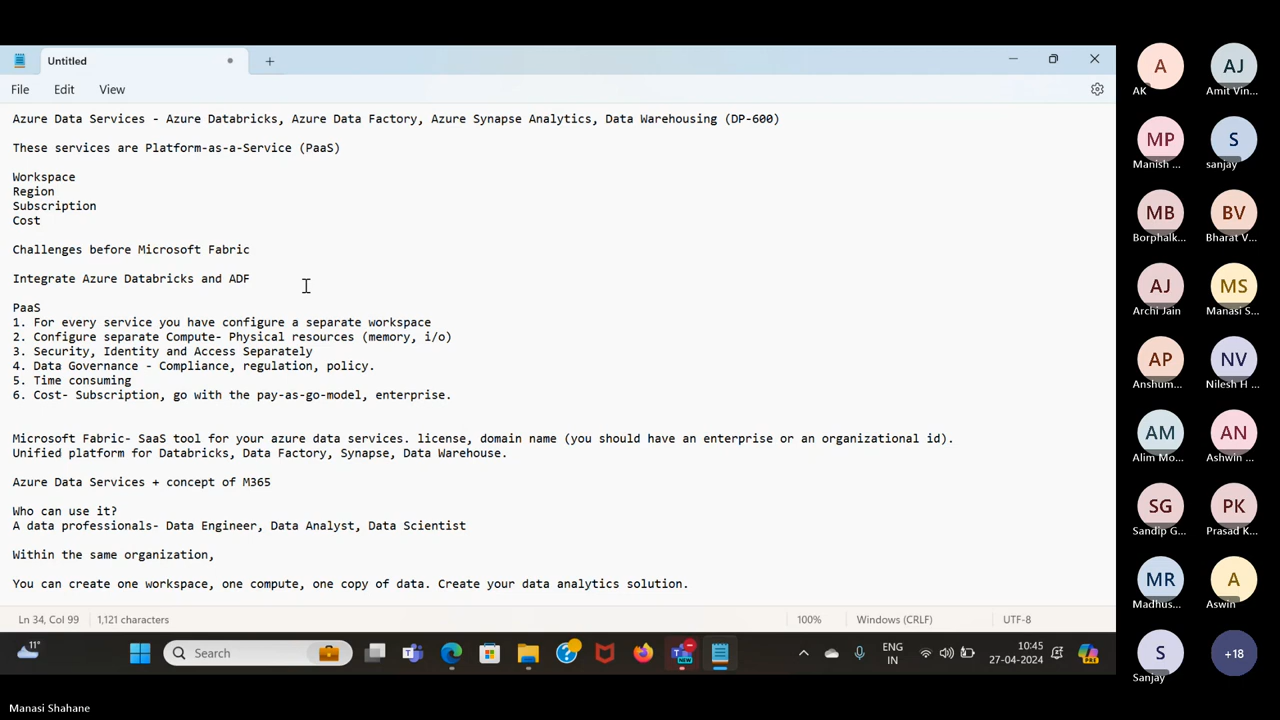 Untitled
File Edit View
Azure Data Services - Azure Databricks, Azure Data Factory, Azure Synapse Analytics, Data Warehousing (DP-600)
These services are Platform-as-a-Service (PaaS)
Workspace
Region
Subscription
Cost
Challenges before Microsoft Fabric
Integrate Azure Databricks and ADF
PaaS
1. For every service you have configure a separate workspace
2. Configure separate Compute- Physical resources (memory, i/o)
3. Security, Identity and Access Separately
4. Data Governance - Compliance, regulation, policy.
5. Time consuming
6. Cost- Subscription, go with the pay-as-go-model, enterprise.
Microsoft Fabric- SaaS tool for your azure data services. license, domain name (you should have an enterprise or an organizational id).
Unified platform for Databricks, Data Factory, Synapse, Data Warehouse.
Azure Data Services + concept of M365
Who can use it?
A data professionals- Data Engineer, Data Analyst, Data Scientist
Within the same organization,
You can create one workspace, one compute, one copy of data. Create your data analytics solution.
Ln 34, Col 99 1,121 characters 100% Windows (CRLF) UTF-8
11° Search NEW ENG IN 10:45 27-04-2024 PRE
Manasi Shahane
A AJ
AK Amit Vin...
MP S
Manish ... sanjay
MB BV
Borphalk... Bharat V...
AJ MS
Archi Jain Manasi S...
AP NV
Anshum... Nilesh H ...
AM AN
Alim Mo... Ashwin ...
SG PK
Sandip G... Prasad K...
MR A
Madhus... Aswin
S +18
Sanjay